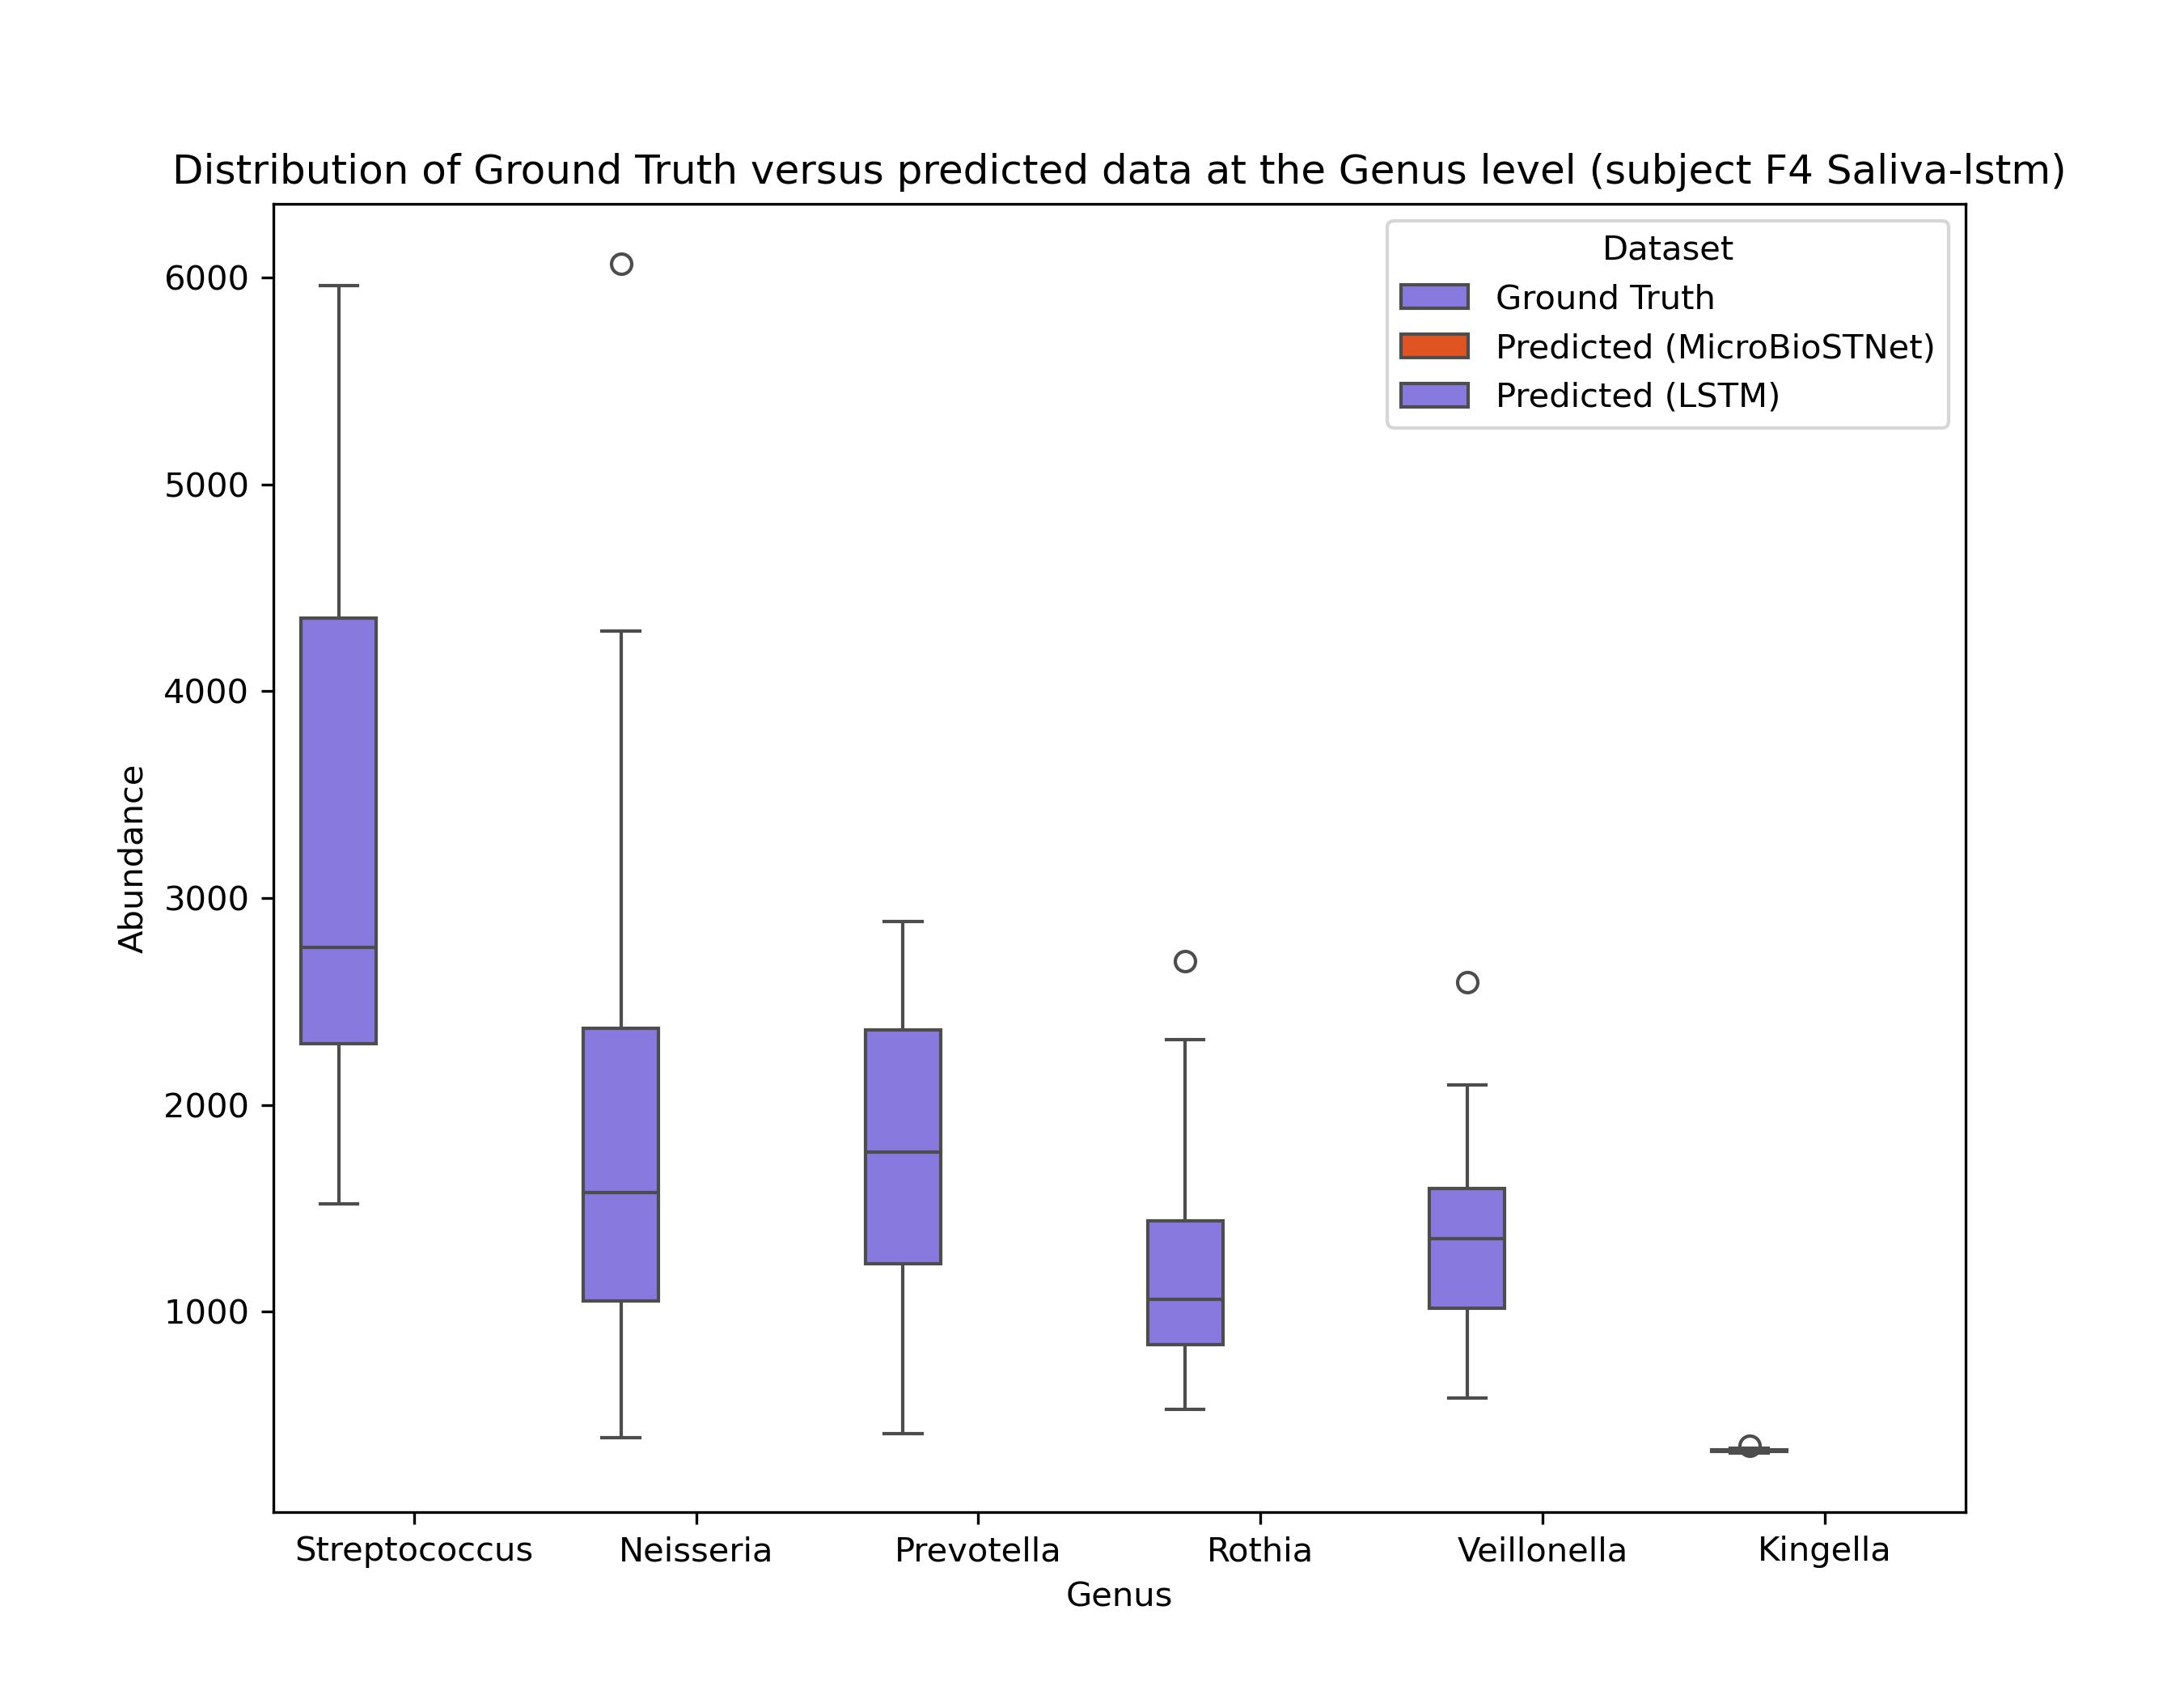 Distribution of Ground Truth versus predicted data at the Genus level (subject F4 Saliva-lstm)
Dataset
Ground Truth
Predicted (MicroBioSTNet)
Predicted (LSTM)
6000
5000
4000
3000
2000
1000
Abundance
Streptococcus
Neisseria
Prevotella
Rothia
Veillonella
Kingella
Genus